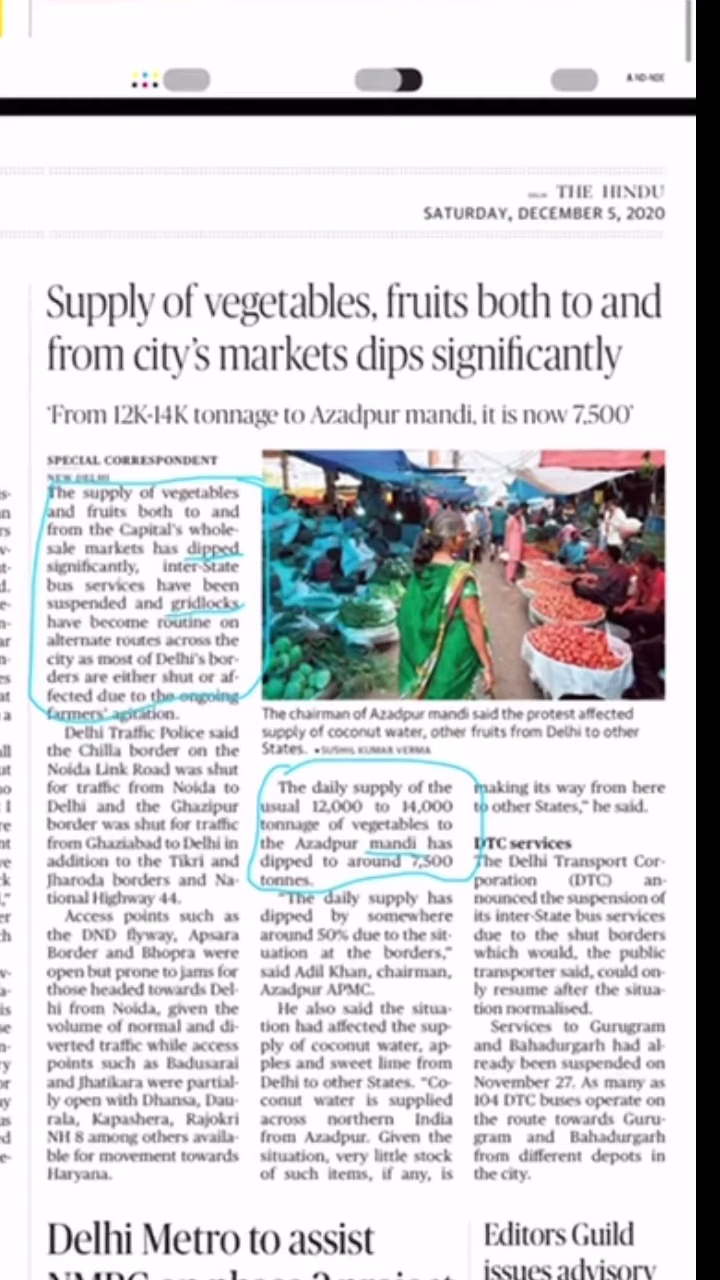 THE HINDU
SATURDAY, DECEMBER 5, 2020
Supply of vegetables, fruits both to and
from city's markets dips significantly
'From 12K-14K tonnage to Azadpur mandi, it is now 7,500'
SPECIAL CORRESPONDENT
NEW DELHI
The supply of vegetables
and fruits both to and
from the Capital's whole-
sale markets has dipped
significantly, inter-State
bus services have been
suspended and gridlocks
have become routine on
alternate routes across the
city as most of Delhi's bor-
ders are either shut or af-
fected due to the ongoing
farmers' agitation.
Delhi Traffic Police said
the Chilla border on the
Noida Link Road was shut
for traffic from Noida to
Delhi and the Ghazipur
border was shut for traffic
from Ghaziabad to Delhi in
addition to the Tikri and
Jharoda borders and Na-
tional Highway 44.
Access points such as
the DND flyway, Apsara
Border and Bhopra were
open but prone to jams for
those headed towards Del-
hi from Noida, given the
volume of normal and di-
verted traffic while access
points such as Badusarai
and Jhatikara were partial-
ly open with Dhansa, Dau-
rala, Kapashera, Rajokri
NH 8 among others availa-
ble for movement towards
Haryana.
The chairman of Azadpur mandi said the protest affected
supply of coconut water, other fruits from Delhi to other
States. • SUSHIL KUMAR VERMA
The daily supply of the
usual 12,000 to 14,000
tonnage of vegetables to
the Azadpur mandi has
dipped to around 7,500
tonnes.
"The daily supply has
dipped by somewhere
around 50% due to the sit-
uation at the borders,"
said Adil Khan, chairman,
Azadpur APMC.
He also said the situa-
tion had affected the sup-
ply of coconut water, ap-
ples and sweet lime from
Delhi to other States. "Co-
conut water is supplied
across northern India
from Azadpur. Given the
situation, very little stock
of such items, if any, is
making its way from here
to other States," he said.
DTC services
The Delhi Transport Cor-
poration (DTC) an-
nounced the suspension of
its inter-State bus services
due to the shut borders
which would, the public
transporter said, could on-
ly resume after the situa-
tion normalised.
Services to Gurugram
and Bahadurgarh had al-
ready been suspended on
November 27. As many as
104 DTC buses operate on
the route towards Guru-
gram and Bahadurgarh
from different depots in
the city.
Delhi Metro to assist
Editors Guild
issues advisory